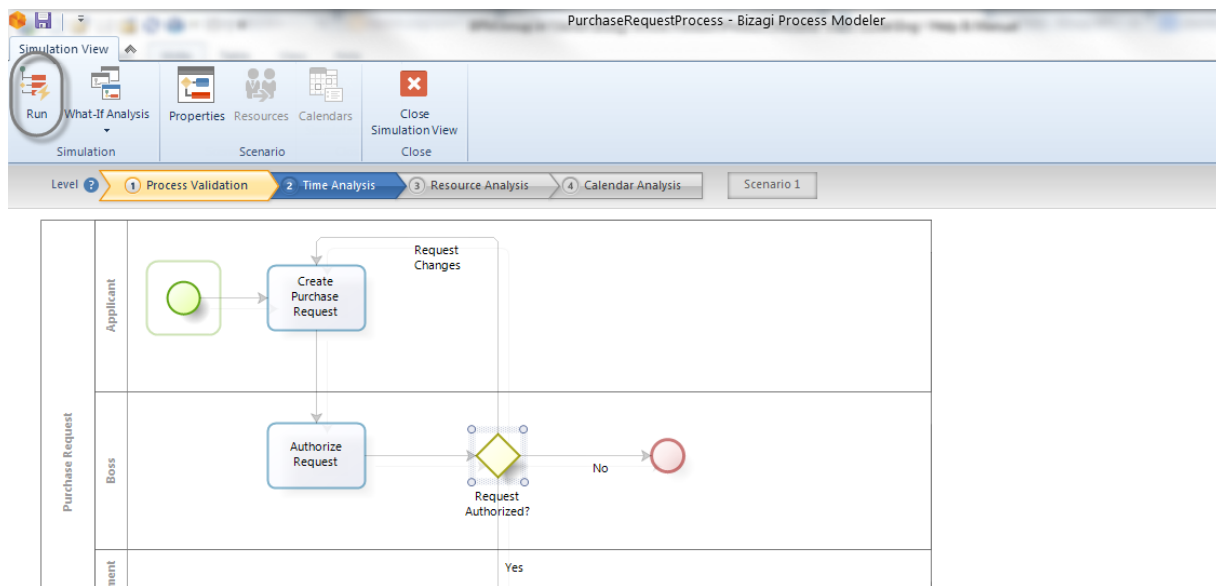 PurchaseRequestProcess - Bizagi Process Modeler
Simulation View
Run
What-If Analysis
Properties
Resources
Calendars
Close
Simulation View
Simulation
Scenario
Close
Level ?
1 Process Validation
2 Time Analysis
3 Resource Analysis
4 Calendar Analysis
Scenario 1
Purchase Request
Applicant
Create
Purchase
Request
Request
Changes
Boss
Authorize
Request
Request
Authorized?
No
Yes